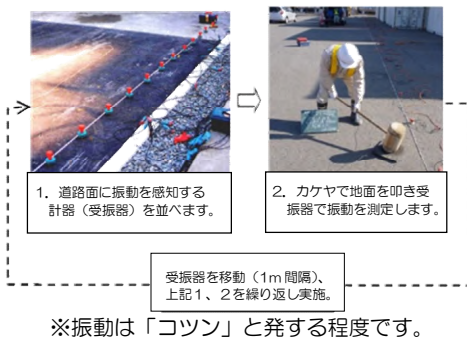 1. 道路面に振動を感知する
計器（受振器）を並べます。
2. カケヤで地面を叩き受
振器で振動を測定します。
受振器を移動（1m間隔）、
上記1、2を繰り返し実施。
※振動は「コツン」と発する程度です。